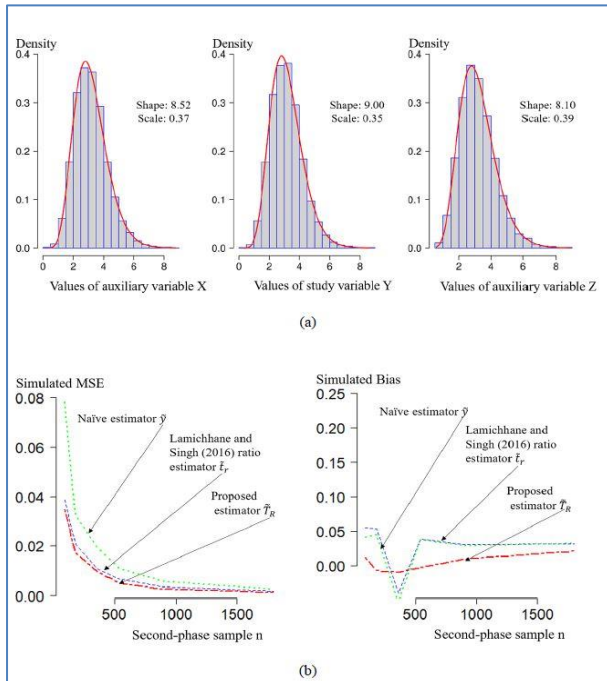 Density
0.4
0.3
0.2
0.1
0.0
Shape: 8.52
Scale: 0.37
0 2 4 6 8
Values of auxiliary variable X
Density
0.4
0.3
0.2
0.1
0.0
Shape: 9.00
Scale: 0.35
0 2 4 6 8
Values of study variable Y
Density
0.4
0.3
0.2
0.1
0.0
Shape: 8.10
Scale: 0.39
2 4 6 8
Values of auxiliary variable Z
(a)
Simulated MSE
0.08
0.06
0.04
0.02
0.00
Naïve estimator ỹ
Lamichhane and
Singh (2016) ratio
estimator t̃r
Proposed
estimator T̃R
500 1000 1500
Second-phase sample n
Simulated Bias
0.25
0.20
0.15
0.10
0.05
0.00
Naïve estimator ỹ
Lamichhane and
Singh (2016) ratio
estimator t̃r
Proposed
estimator T̃R
500 1000 1500
Second-phase sample n
(b)